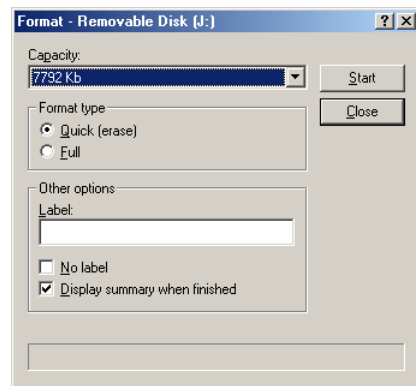 Format - Removable Disk (J:)
Capacity:
7792 Kb
Start
Format type
Close
Quick (erase)
Full
Other options
Label:
No label
Display summary when finished